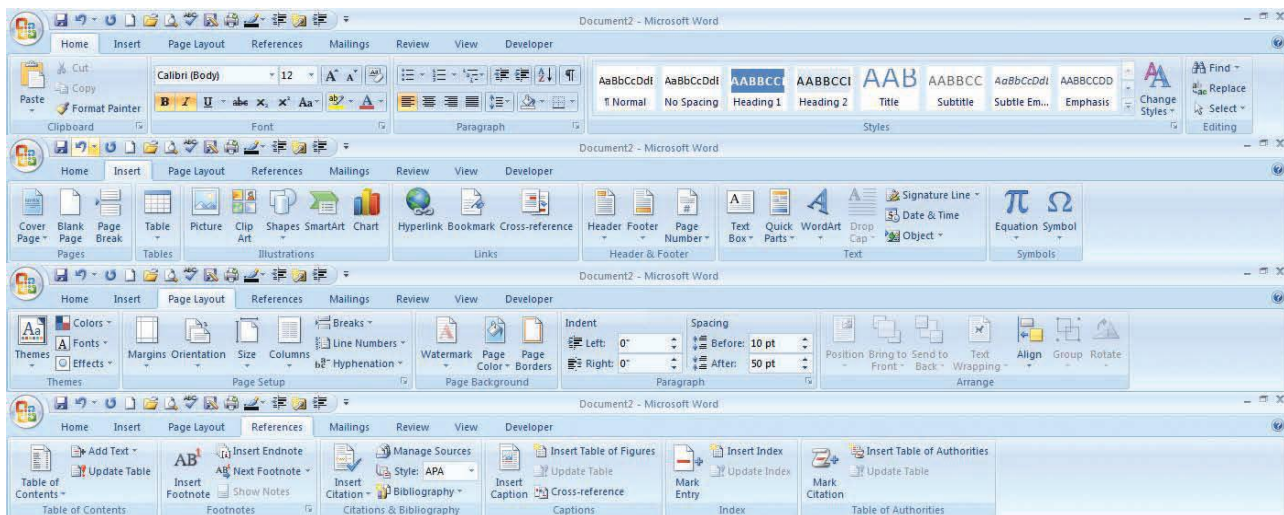 Document2 - Microsoft Word
Home Insert Page Layout References Mailings Review View Developer
Paste
Cut
Copy
Format Painter
Clipboard
Calibri (Body) 12
B I U abc x₂ x² Aa
Font
Paragraph
AaBbCcDdI AaBbCcDdI AABBCCI AABBCCI AAB AABBCC AaBbCcDdI AABBCCDD
¶ Normal No Spacing Heading 1 Heading 2 Title Subtitle Subtle Em... Emphasis
Change
Styles
Styles
Find
Replace
Select
Editing
Document2 - Microsoft Word
Home Insert Page Layout References Mailings Review View Developer
Cover
Page
Blank
Page
Page
Break
Pages
Table
Tables
Picture
Clip
Art
Shapes SmartArt Chart
Illustrations
Hyperlink Bookmark Cross-reference
Links
Header Footer
Page
Number
Header & Footer
Text
Box
Quick
Parts
WordArt
Drop
Cap
Signature Line
Date & Time
Object
Text
Equation Symbol
Symbols
Document2 - Microsoft Word
Home Insert Page Layout References Mailings Review View Developer
Themes
Colors
Fonts
Effects
Themes
Margins Orientation Size Columns
Breaks
Line Numbers
Hyphenation
Page Setup
Watermark
Page
Color
Page
Borders
Page Background
Indent
Left: 0"
Right: 0"
Spacing
Before: 10 pt
After: 50 pt
Paragraph
Position
Bring to
Front
Send to
Back
Text
Wrapping
Align Group Rotate
Arrange
Document2 - Microsoft Word
Home Insert Page Layout References Mailings Review View Developer
Table of
Contents
Add Text
Update Table
Table of Contents
AB¹
Insert
Footnote
Insert Endnote
Next Footnote
Show Notes
Footnotes
Insert
Citation
Manage Sources
Style: APA
Bibliography
Citations & Bibliography
Insert
Caption
Insert Table of Figures
Update Table
Cross-reference
Captions
Mark
Entry
Insert Index
Update Index
Index
Mark
Citation
Insert Table of Authorities
Update Table
Table of Authorities